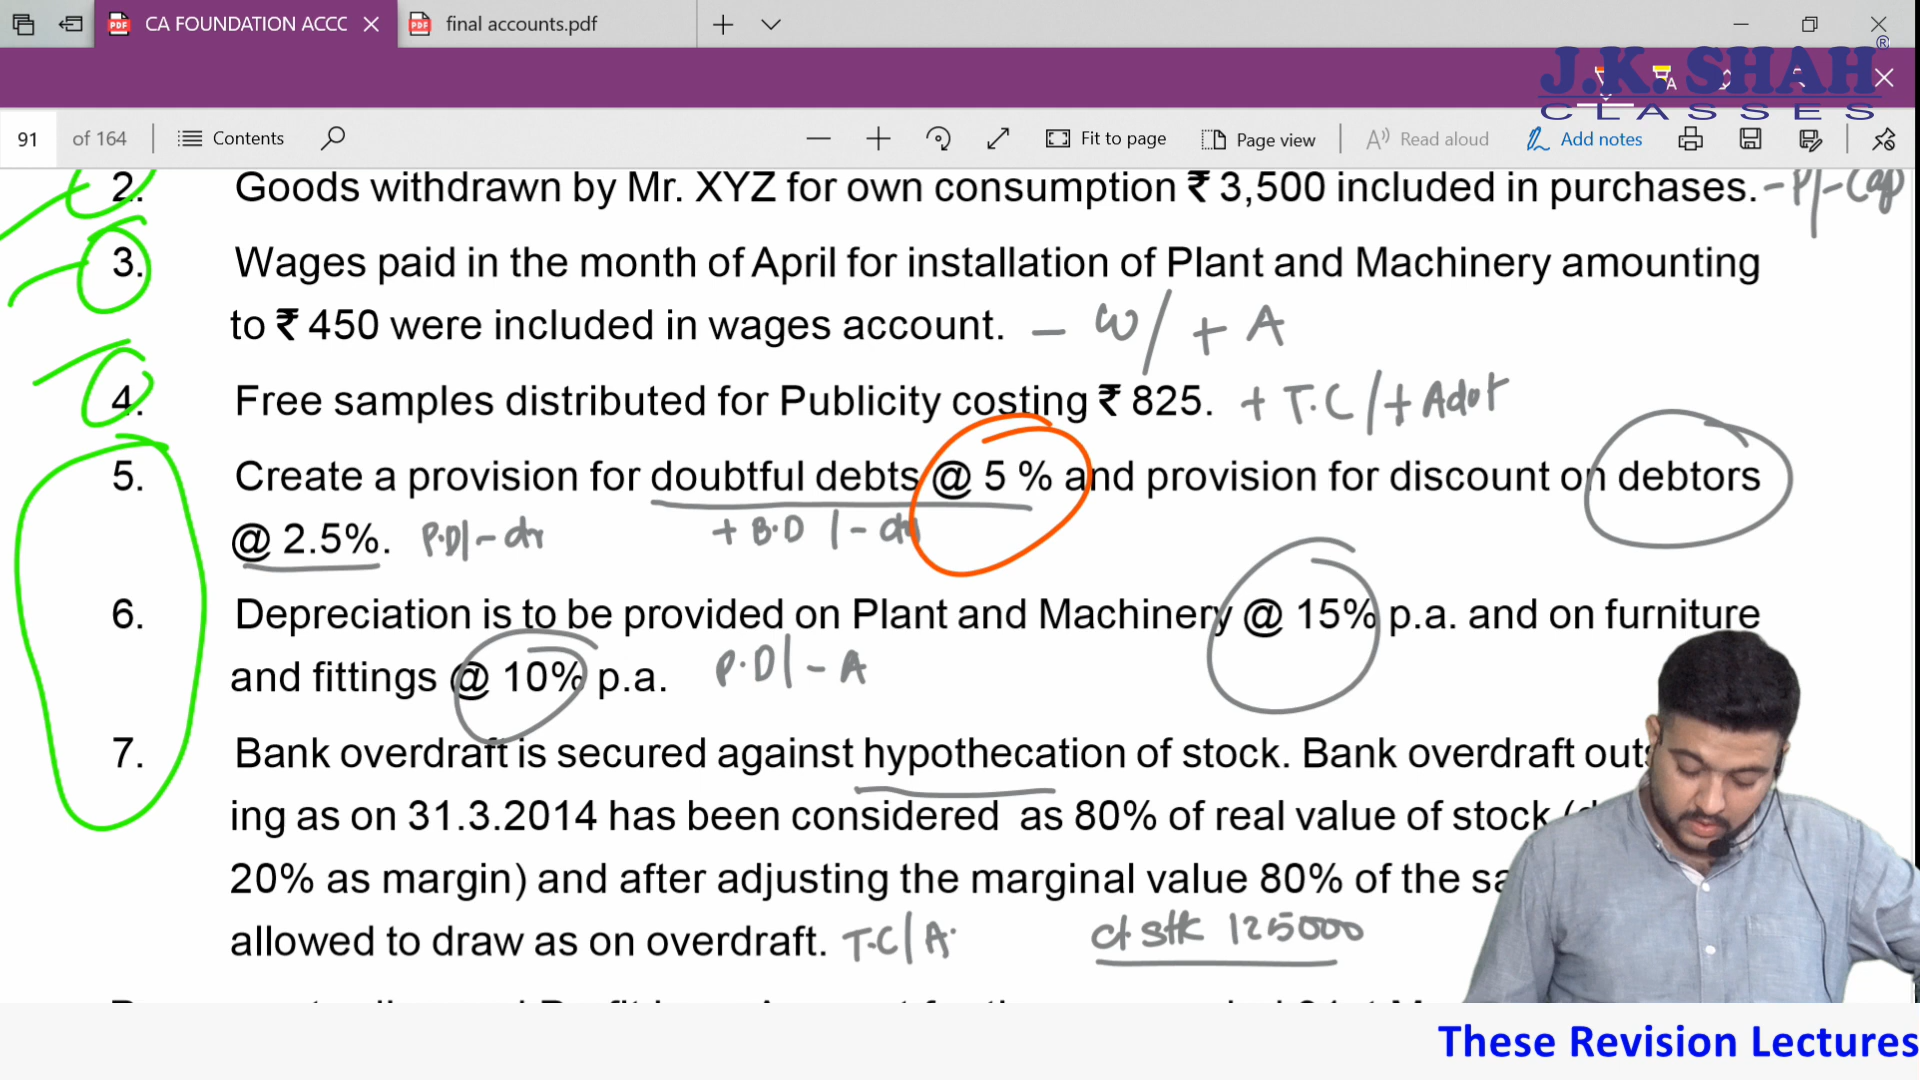 CA FOUNDATION ACCC
final accounts.pdf
J.K. SHAH®
CLASSES
91 of 164 Contents Fit to page Page view Read aloud Add notes
2. Goods withdrawn by Mr. XYZ for own consumption ₹ 3,500 included in purchases. - P/- Cap
3. Wages paid in the month of April for installation of Plant and Machinery amounting
to ₹ 450 were included in wages account. - W/ + A
4. Free samples distributed for Publicity costing ₹ 825. + T.C / + Advt
5. Create a provision for doubtful debts @ 5 % and provision for discount on debtors
@ 2.5%. P.D| - dr + B.D | - dr
6. Depreciation is to be provided on Plant and Machinery @ 15% p.a. and on furniture
and fittings @ 10% p.a. P.D| - A
7. Bank overdraft is secured against hypothecation of stock. Bank overdraft outs
ing as on 31.3.2014 has been considered as 80% of real value of stock (
20% as margin) and after adjusting the marginal value 80% of the sa
allowed to draw as on overdraft. T.C| A. cl stk 125000
These Revision Lectures